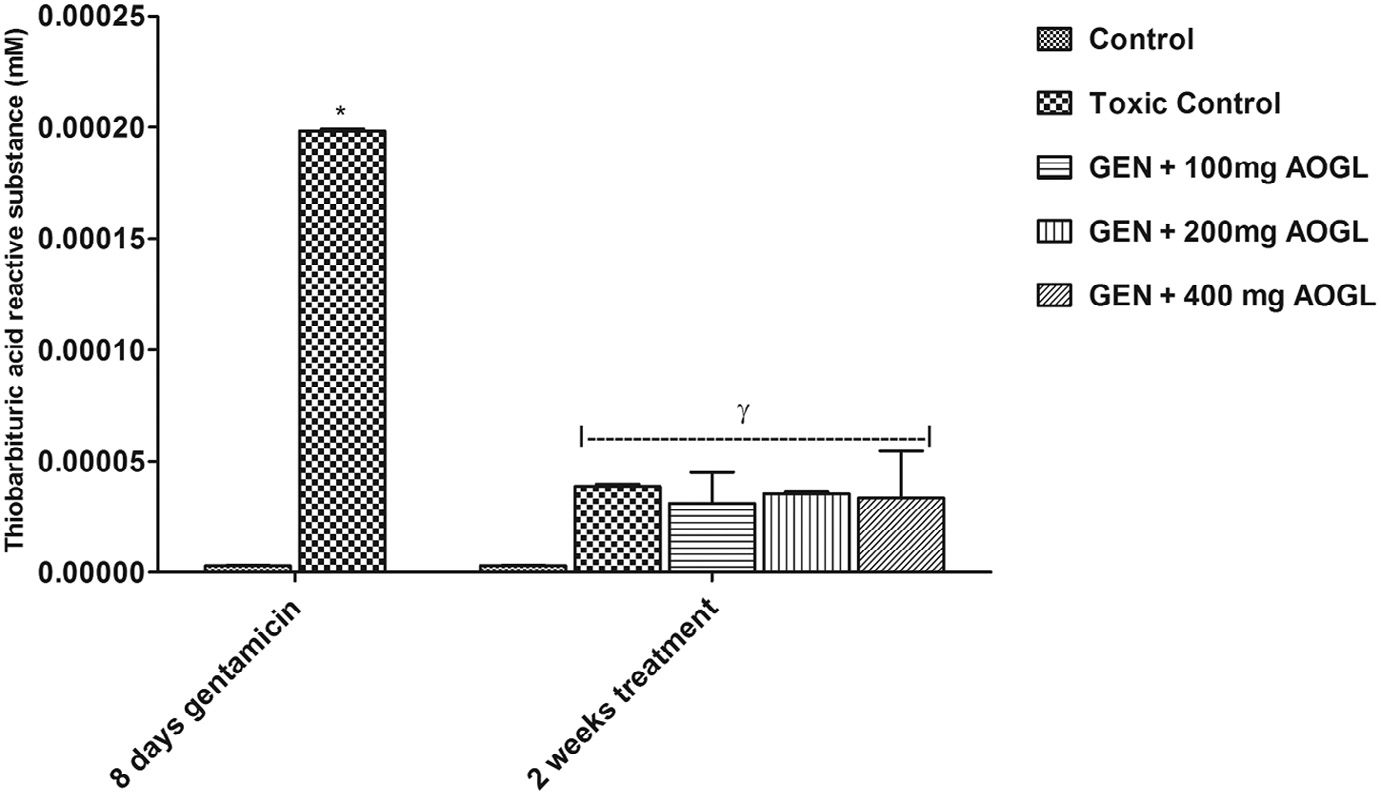 Thiobarbituric acid reactive substance (mM)
0.00025
0.00020
0.00015
0.00010
0.00005
0.00000
*
γ
8 days gentamicin
2 weeks treatment
Control
Toxic Control
GEN + 100mg AOGL
GEN + 200mg AOGL
GEN + 400 mg AOGL